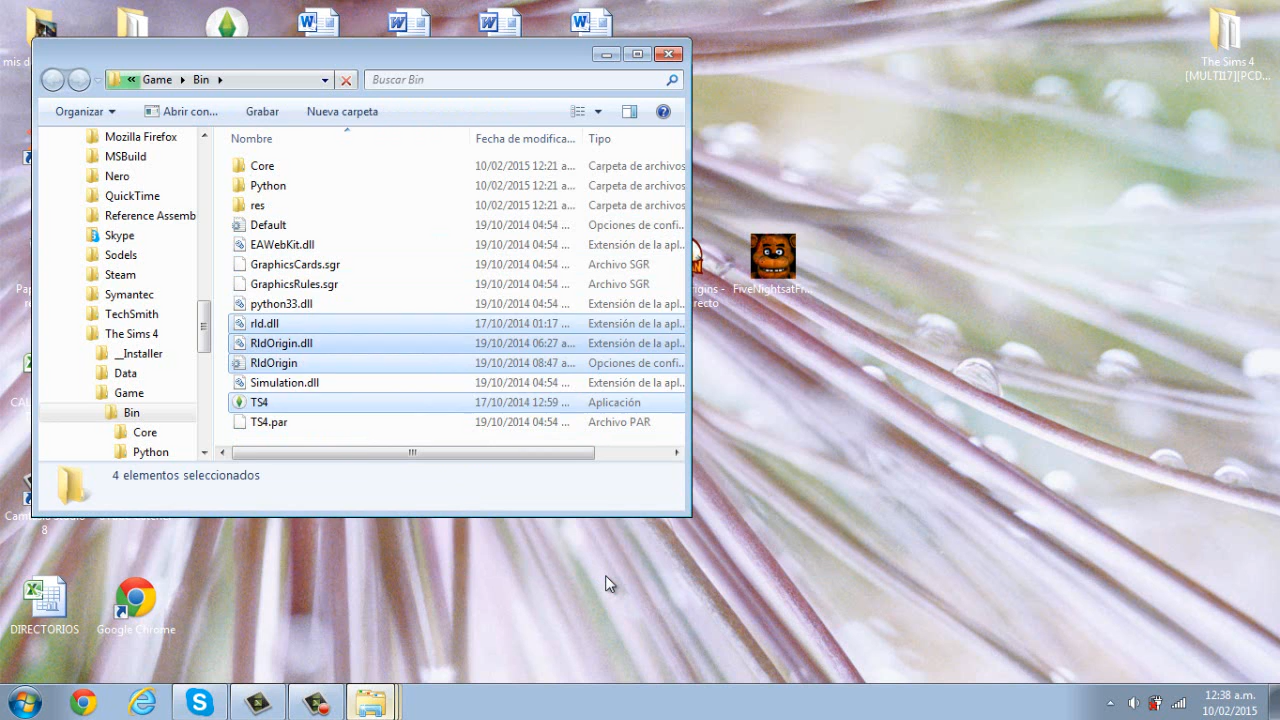 mis d
The Sims 4
[MULTI17][PCD...
« Game ▸ Bin ▸
Buscar Bin
Organizar
Abrir con...
Grabar
Nueva carpeta
Mozilla Firefox
MSBuild
Nero
QuickTime
Reference Assemb
Skype
Sodels
Steam
Symantec
TechSmith
The Sims 4
__Installer
Data
Game
Bin
Core
Python
Nombre Fecha de modifica... Tipo
Core 10/02/2015 12:21 a... Carpeta de archivos
Python 10/02/2015 12:21 a... Carpeta de archivos
res 10/02/2015 12:21 a... Carpeta de archivos
Default 19/10/2014 04:54 ... Opciones de confi...
EAWebKit.dll 19/10/2014 04:54 ... Extensión de la apl...
GraphicsCards.sgr 19/10/2014 04:54 ... Archivo SGR
GraphicsRules.sgr 19/10/2014 04:54 ... Archivo SGR
python33.dll 19/10/2014 04:54 ... Extensión de la apl...
rld.dll 17/10/2014 01:17 ... Extensión de la apl...
RldOrigin.dll 19/10/2014 06:27 a... Extensión de la apl...
RldOrigin 19/10/2014 08:47 a... Opciones de confi...
Simulation.dll 19/10/2014 04:54 ... Extensión de la apl...
TS4 17/10/2014 12:59 ... Aplicación
TS4.par 19/10/2014 04:54 ... Archivo PAR
4 elementos seleccionados
igins -
recto
FiveNightsatFr...
8
DIRECTORIOS
Google Chrome
12:38 a.m.
10/02/2015